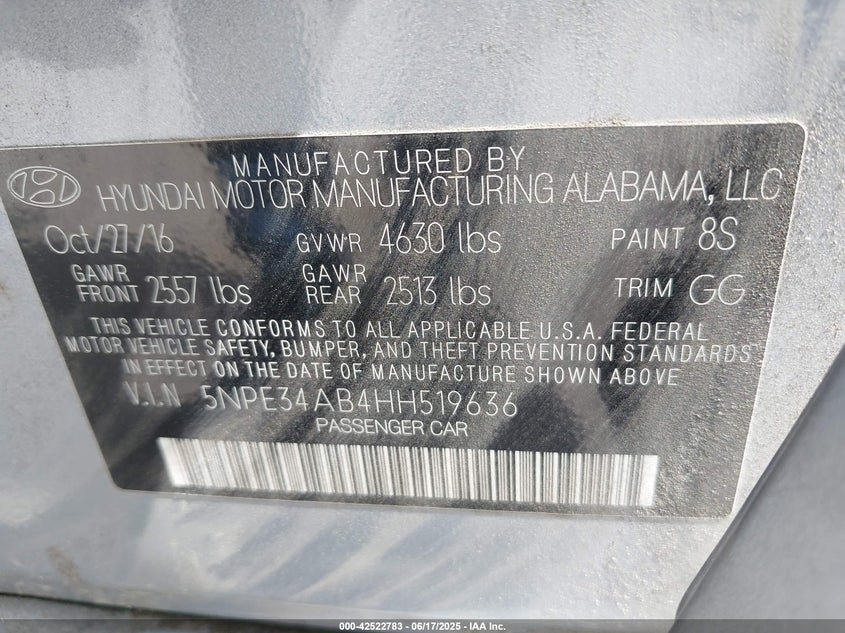 MANUFACTURED BY
HYUNDAI MOTOR MANUFACTURING ALABAMA, LLC
Oct/27/16 GVWR 4630 lbs PAINT 8S
GAWR FRONT 2557 lbs GAWR REAR 2513 lbs TRIM GG
THIS VEHICLE CONFORMS TO ALL APPLICABLE U.S.A. FEDERAL
MOTOR VEHICLE SAFETY, BUMPER, AND THEFT PREVENTION STANDARDS
IN EFFECT ON THE DATE OF MANUFACTURE SHOWN ABOVE
V.I.N 5NPE34AB4HH519636
PASSENGER CAR
000-42522783 - 06/17/2025 - IAA Inc.